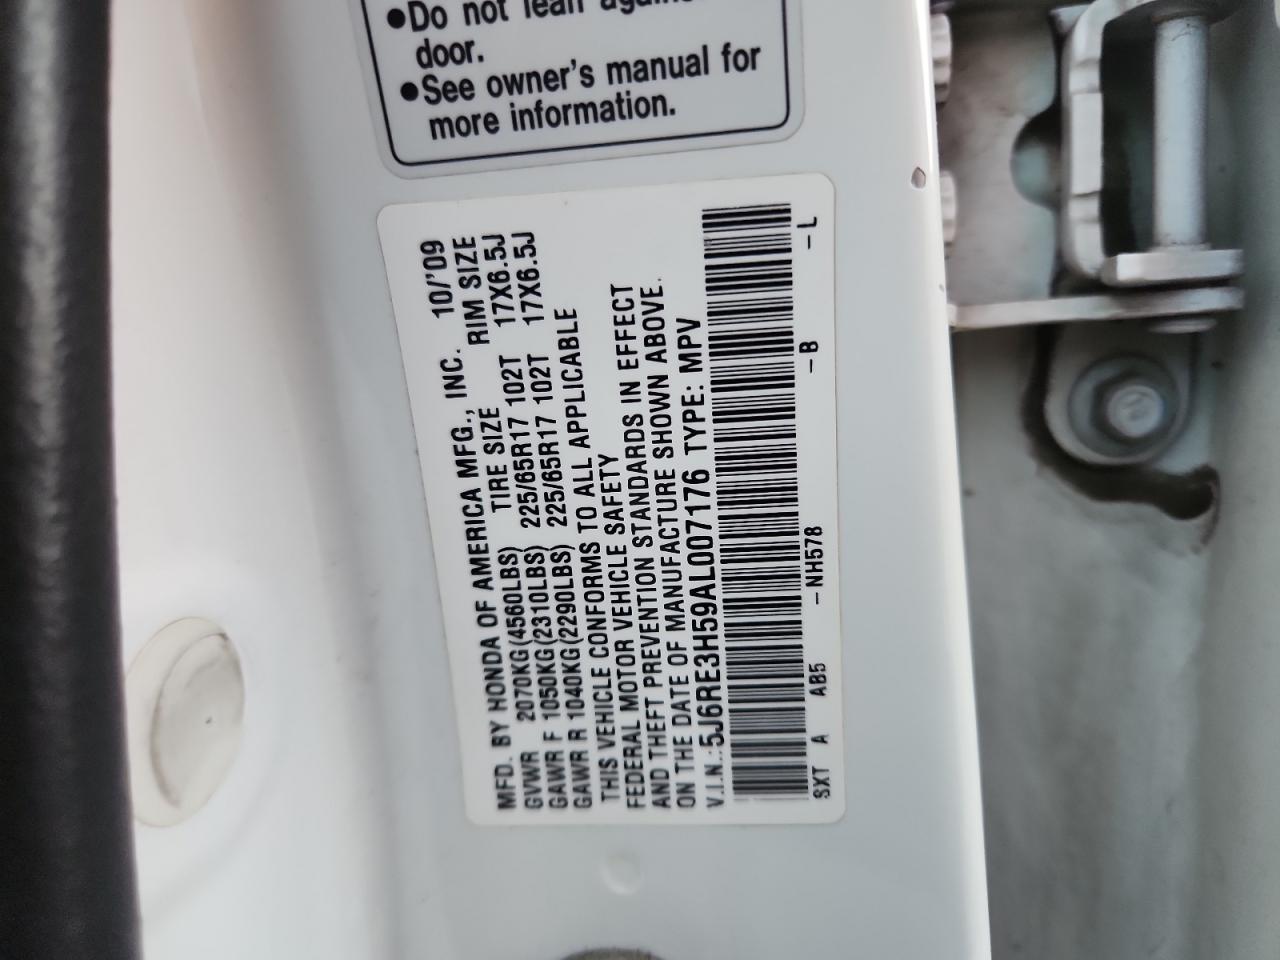 ●Do not lean against
door.
●See owner's manual for
more information.
MFD. BY HONDA OF AMERICA MFG., INC. 10/'09
TIRE SIZE RIM SIZE
GVWR 2070KG(4560LBS)
GAWR F 1050KG(2310LBS) 225/65R17 102T 17X6.5J
GAWR R 1040KG(2290LBS) 225/65R17 102T 17X6.5J
THIS VEHICLE CONFORMS TO ALL APPLICABLE
FEDERAL MOTOR VEHICLE SAFETY
AND THEFT PREVENTION STANDARDS IN EFFECT
ON THE DATE OF MANUFACTURE SHOWN ABOVE.
V.I.N.:5J6RE3H59AL007176 TYPE: MPV
SXT A AB5 -NH578 -B -L